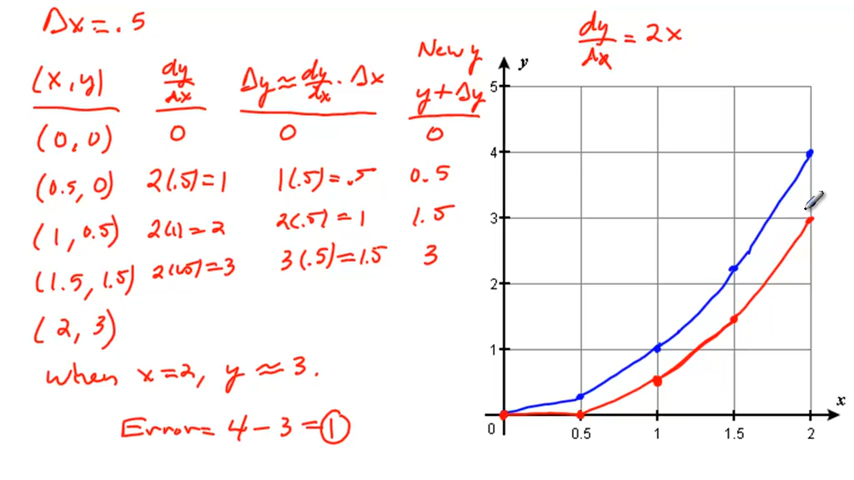 Δx = .5
dy/dx = 2x
(x, y) dy/dx Δy ≈ dy/dx · Δx New y y + Δy
(0, 0) 0 0 0
(0.5, 0) 2(.5) = 1 1(.5) = .5 0.5
(1, 0.5) 2(1) = 2 2(.5) = 1 1.5
(1.5, 1.5) 2(1.5) = 3 3(.5) = 1.5 3
(2, 3)
When x = 2, y ≈ 3.
Error = 4 - 3 = 1
y
5
4
3
2
1
0 0.5 1 1.5 2
x